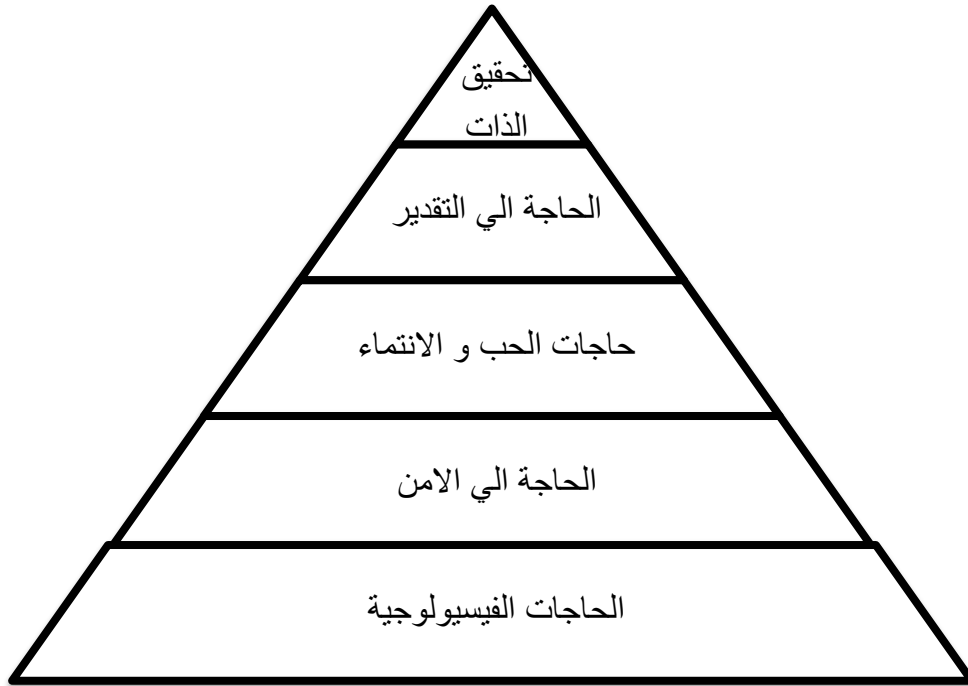 تحقيق
الذات
الحاجة الي التقدير
حاجات الحب و الانتماء
الحاجة الي الامن
الحاجات الفيسيولوجية